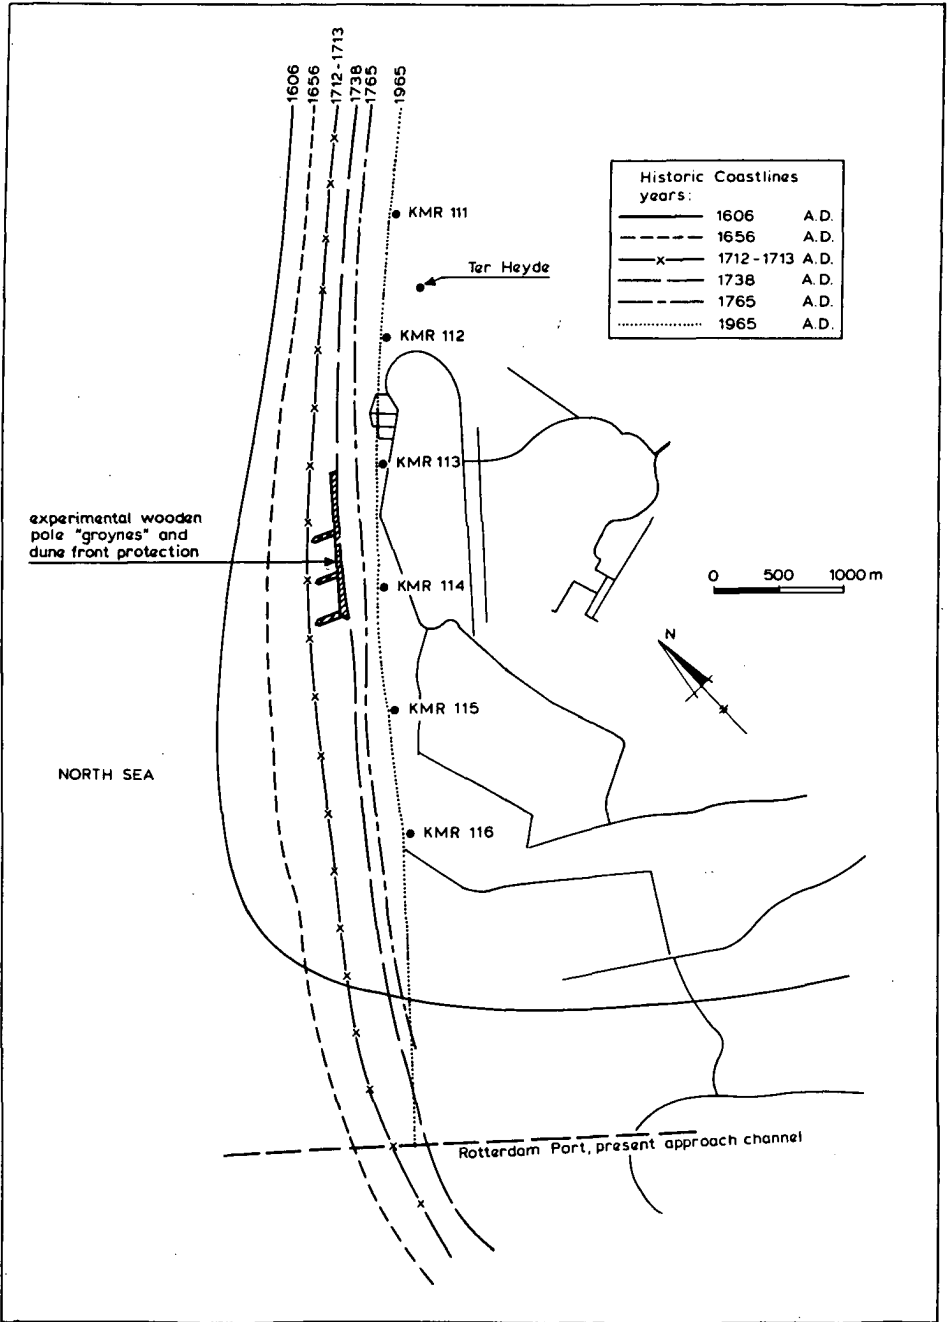 1606
1656
1712-1713
1738
1765
1965
Historic Coastlines
years:
1606 A.D.
1656 A.D.
1712-1713 A.D.
1738 A.D.
1765 A.D.
1965 A.D.
KMR 111
Ter Heyde
KMR 112
KMR 113
experimental wooden
pole "groynes" and
dune front protection
0 500 1000 m
KMR 114
N
KMR 115
NORTH SEA
KMR 116
Rotterdam Port, present approach channel